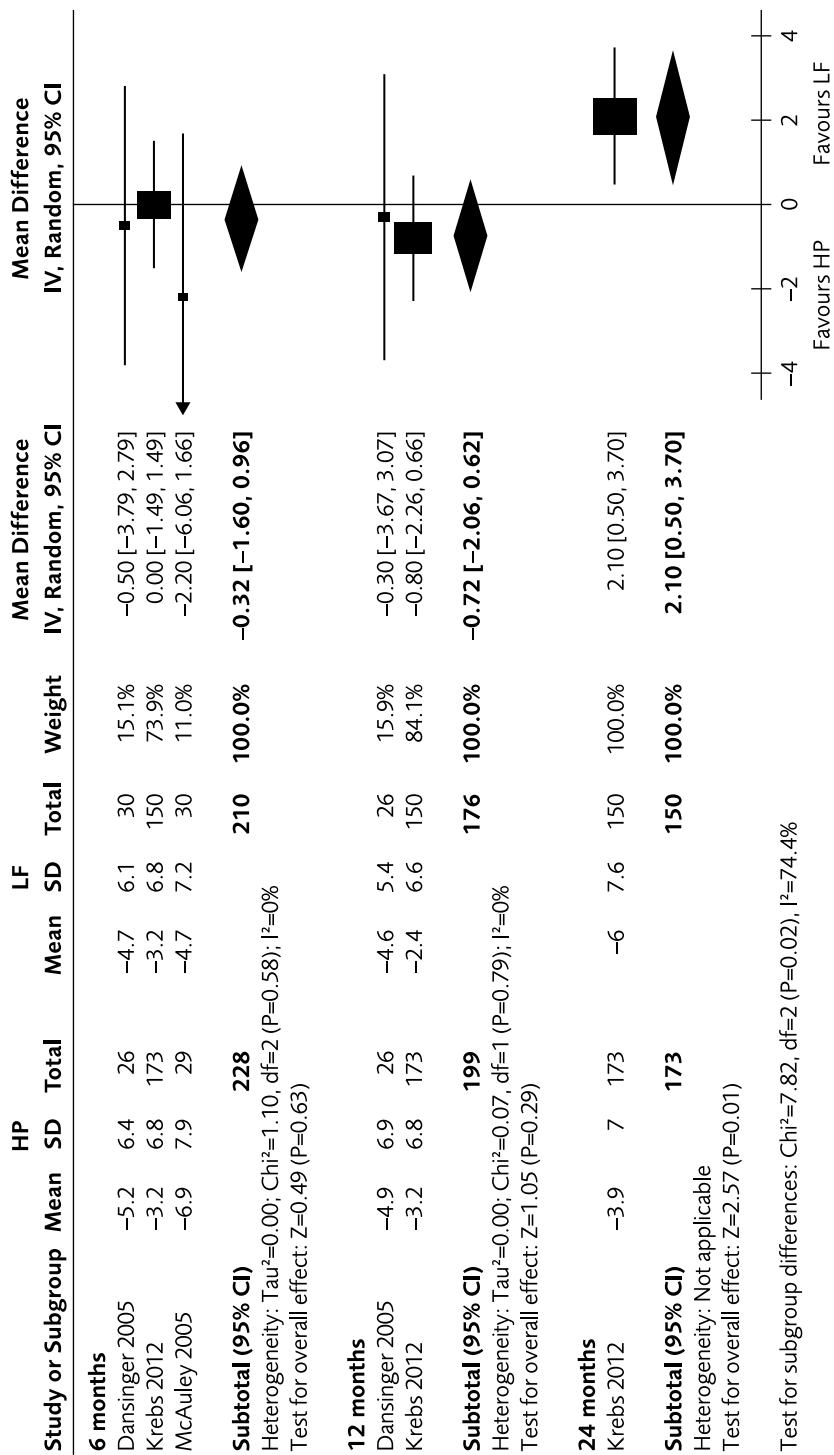 HP LF Mean Difference Mean Difference
Study or Subgroup Mean SD Total Mean SD Total Weight IV, Random, 95% CI IV, Random, 95% CI
6 months
Dansinger 2005 −5.2 6.4 26 −4.7 6.1 30 15.1% −0.50 [−3.79, 2.79]
Krebs 2012 −3.2 6.8 173 −3.2 6.8 150 73.9% 0.00 [−1.49, 1.49]
McAuley 2005 −6.9 7.9 29 −4.7 7.2 30 11.0% −2.20 [−6.06, 1.66]
Subtotal (95% CI) 228 210 100.0% −0.32 [−1.60, 0.96]
Heterogeneity: Tau²=0.00; Chi²=1.10, df=2 (P=0.58); I²=0%
Test for overall effect: Z=0.49 (P=0.63)
12 months
Dansinger 2005 −4.9 6.9 26 −4.6 5.4 26 15.9% −0.30 [−3.67, 3.07]
Krebs 2012 −3.2 6.8 173 −2.4 6.6 150 84.1% −0.80 [−2.26, 0.66]
Subtotal (95% CI) 199 176 100.0% −0.72 [−2.06, 0.62]
Heterogeneity: Tau²=0.00; Chi²=0.07, df=1 (P=0.79); I²=0%
Test for overall effect: Z=1.05 (P=0.29)
24 months
Krebs 2012 −3.9 7 173 −6 7.6 150 100.0% 2.10 [0.50, 3.70]
Subtotal (95% CI) 173 150 100.0% 2.10 [0.50, 3.70]
Heterogeneity: Not applicable
Test for overall effect: Z=2.57 (P=0.01)
Test for subgroup differences: Chi²=7.82, df=2 (P=0.02), I²=74.4%
−4 −2 0 2 4
Favours HP Favours LF